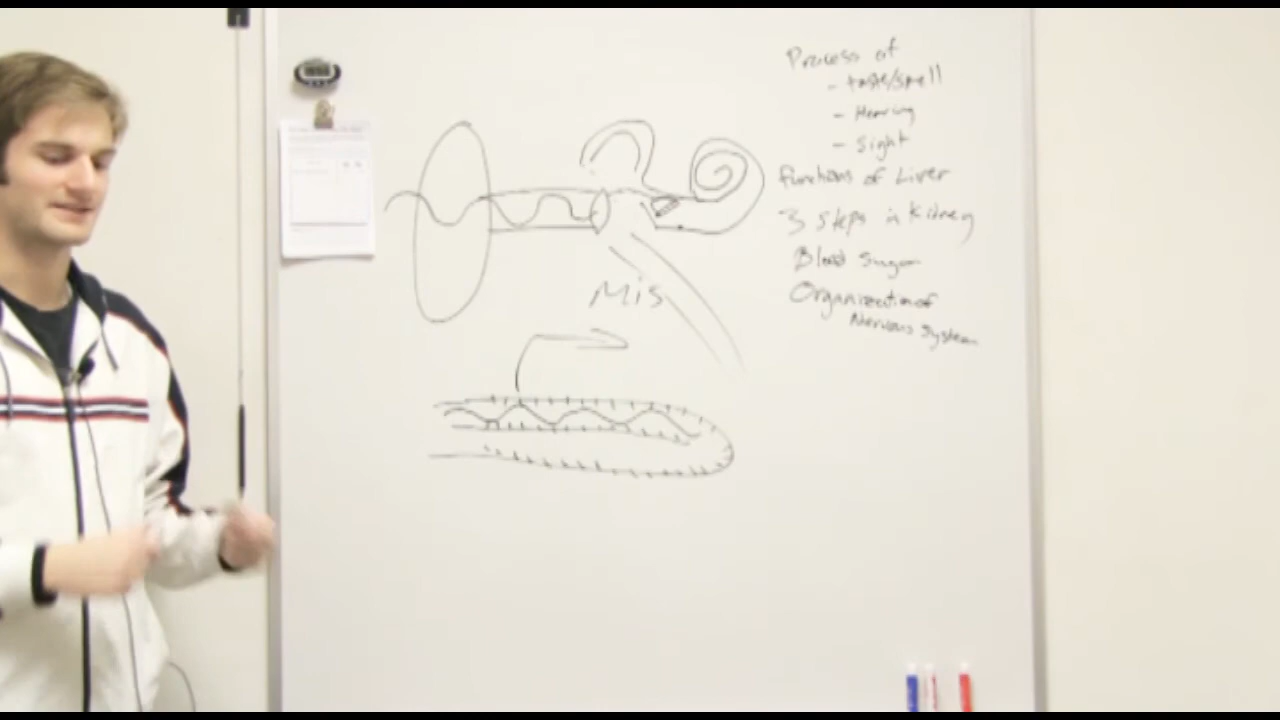 Process of
- taste/smell
- Hearing
- Sight
Functions of Liver
3 steps in Kidney
Blood Sugar
Organization of
Nervous System
MIS